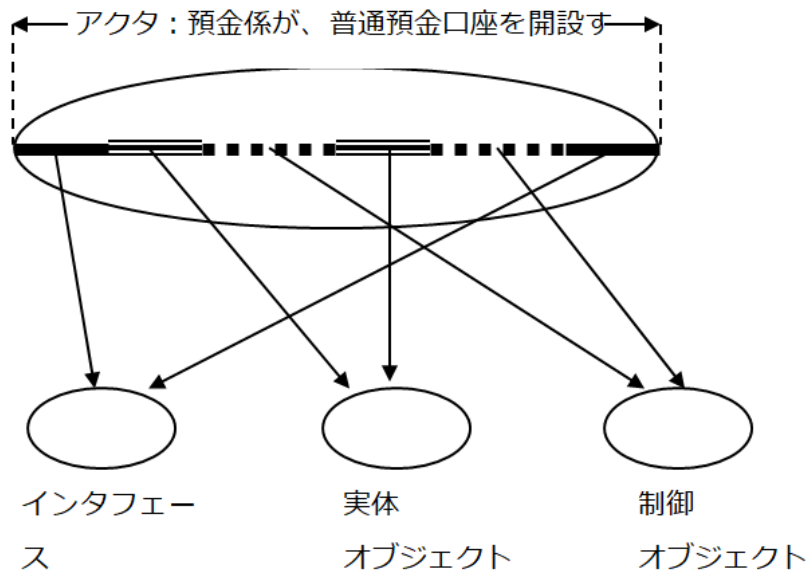 アクタ：預金係が、普通預金口座を開設す
インタフェー
ス
実体
オブジェクト
制御
オブジェクト